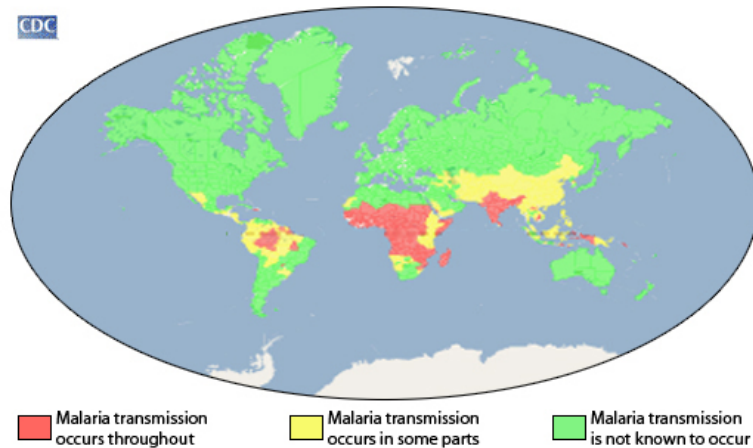 CDC
Malaria transmission
occurs throughout
Malaria transmission
occurs in some parts
Malaria transmission
is not known to occur